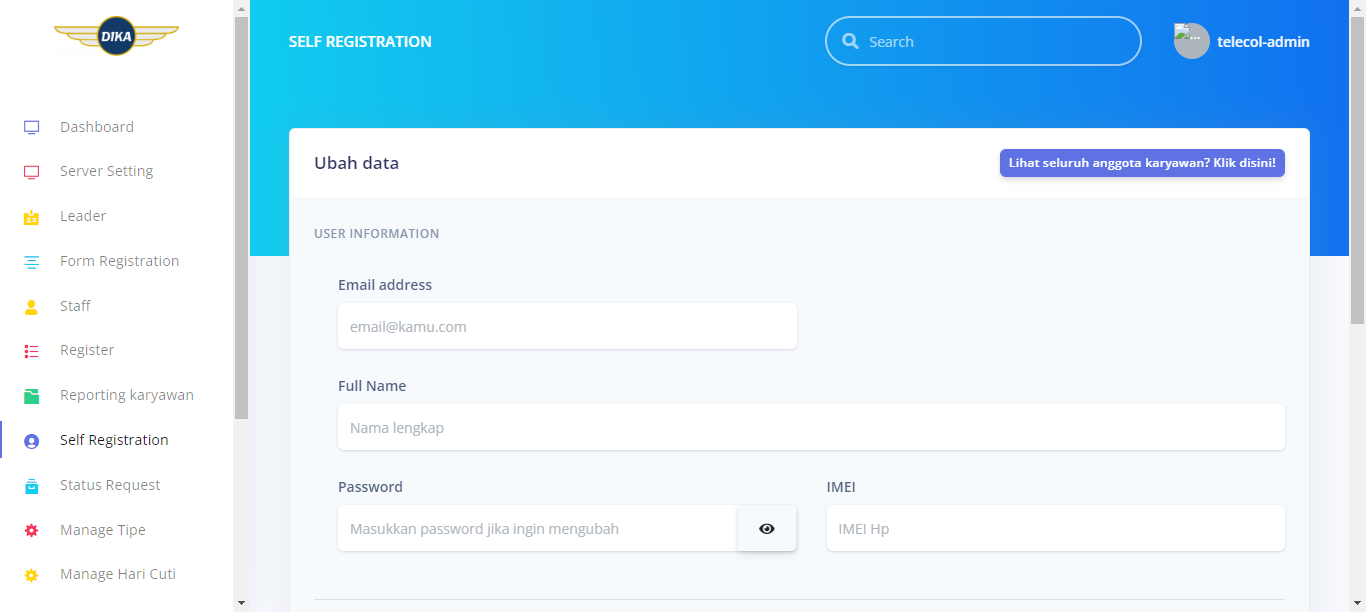 DIKA
Dashboard
Server Setting
Leader
Form Registration
Staff
Register
Reporting karyawan
Self Registration
Status Request
Manage Tipe
Manage Hari Cuti
SELF REGISTRATION
Search
...
telecol-admin
Ubah data
Lihat seluruh anggota karyawan? Klik disini!
USER INFORMATION
Email address
email@kamu.com
Full Name
Nama lengkap
Password
Masukkan password jika ingin mengubah
IMEI
IMEI Hp